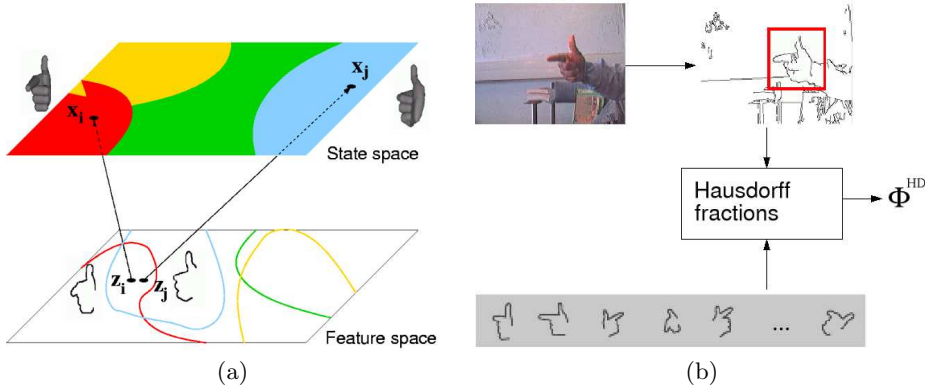 x_i
x_j
State space
z_i
z_j
Feature space
(a)
Hausdorff
fractions
Φ^HD
...
(b)